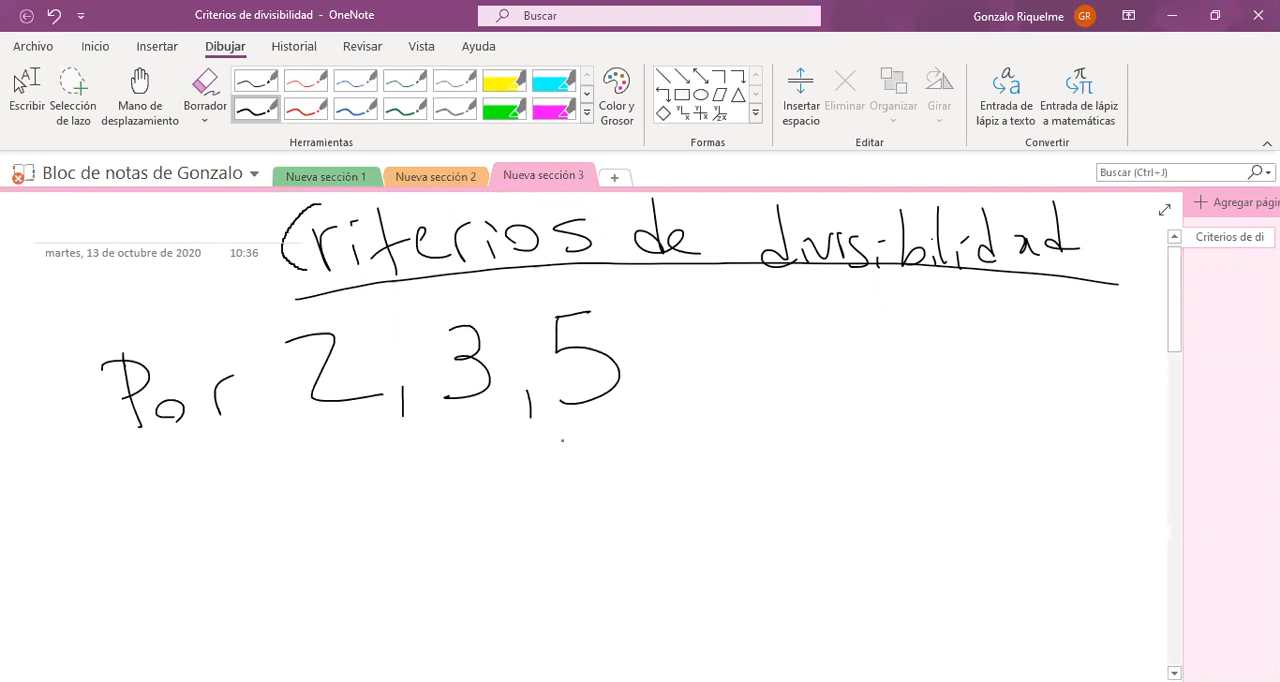 Criterios de divisibilidad - OneNote
Buscar
Gonzalo Riquelme
GR
Archivo Inicio Insertar Dibujar Historial Revisar Vista Ayuda
Escribir
Selección de lazo
Mano de desplazamiento
Borrador
Color y Grosor
Insertar espacio
Eliminar
Organizar
Girar
Entrada de lápiz a texto
Entrada de lápiz a matemáticas
Herramientas
Formas
Editar
Convertir
Bloc de notas de Gonzalo
Nueva sección 1
Nueva sección 2
Nueva sección 3
Buscar (Ctrl+J)
Agregar págin
Criterios de di
martes, 13 de octubre de 2020 10:36
Criterios de divisibilidad
Por 2, 3, 5